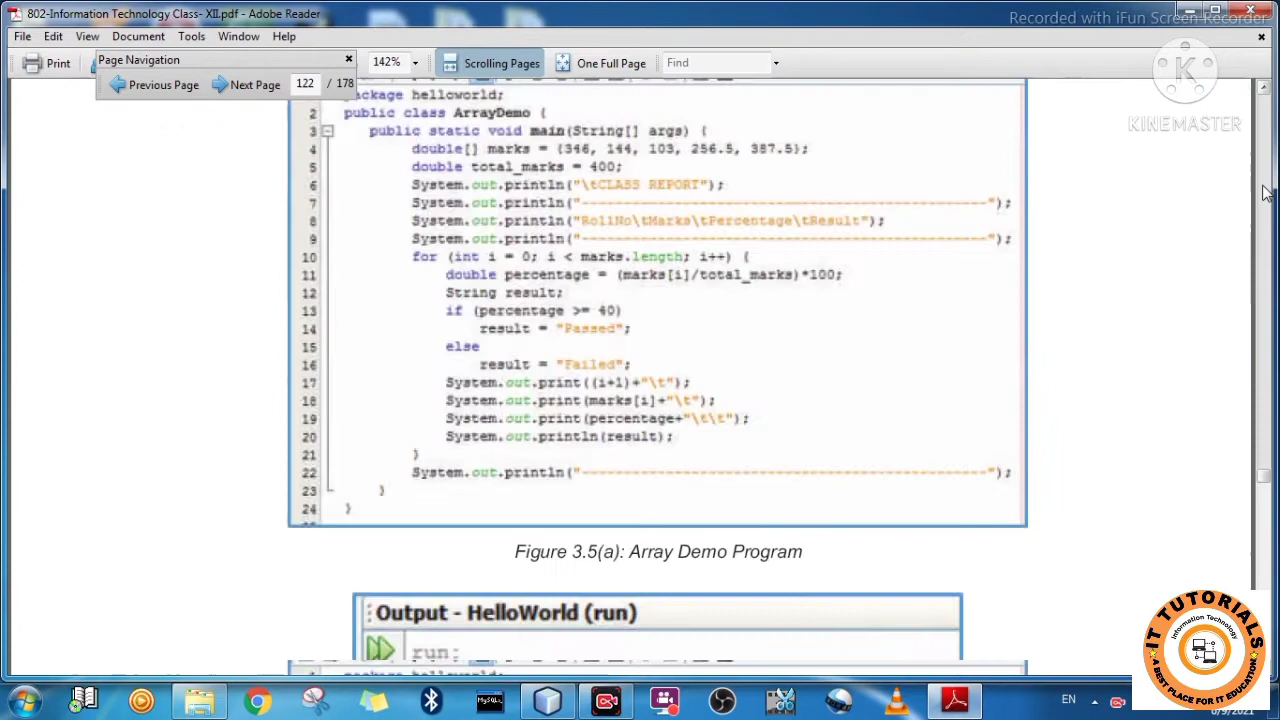 802-Information Technology Class- XII.pdf - Adobe Reader
Recorded with iFun Screen Recorder
File Edit View Document Tools Window Help
Print
Page Navigation
142%
Scrolling Pages
One Full Page
Find
Previous Page
Next Page
122 / 178
KINEMASTER
package helloworld;
2 public class ArrayDemo {
3 public static void main(String[] args) {
4 double[] marks = {346, 144, 103, 256.5, 387.5};
5 double total_marks = 400;
6 System.out.println("\tCLASS REPORT");
7 System.out.println("------------------------------------------------");
8 System.out.println("RollNo\tMarks\tPercentage\tResult");
9 System.out.println("------------------------------------------------");
10 for (int i = 0; i < marks.length; i++) {
11 double percentage = (marks[i]/total_marks)*100;
12 String result;
13 if (percentage >= 40)
14 result = "Passed";
15 else
16 result = "Failed";
17 System.out.print((i+1)+"\t");
18 System.out.print(marks[i]+"\t");
19 System.out.print(percentage+"\t\t");
20 System.out.println(result);
21 }
22 System.out.println("------------------------------------------------");
23 }
24 }
Figure 3.5(a): Array Demo Program
Output - HelloWorld (run)
run:
IT TUTORIALS
Information Technology
A BEST PLACE FOR IT EDUCATION
EN